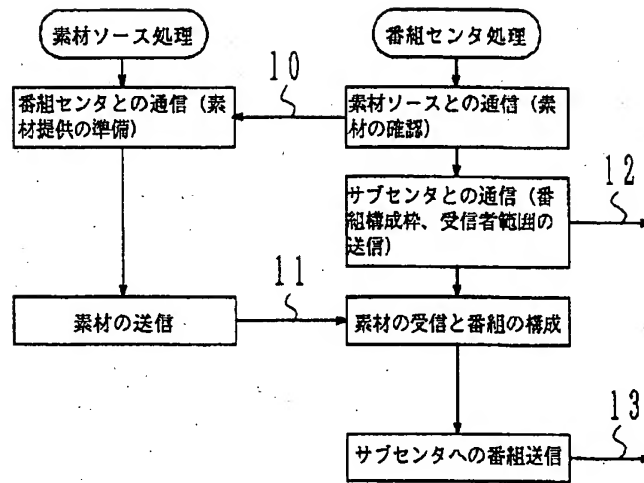 素材ソース処理
番組センタ処理
10
番組センタとの通信（素
材提供の準備）
素材ソースとの通信（素
材の確認）
12
サブセンタとの通信（番
組構成枠、受信者範囲の
送信）
11
素材の送信
素材の受信と番組の構成
13
サブセンタへの番組送信